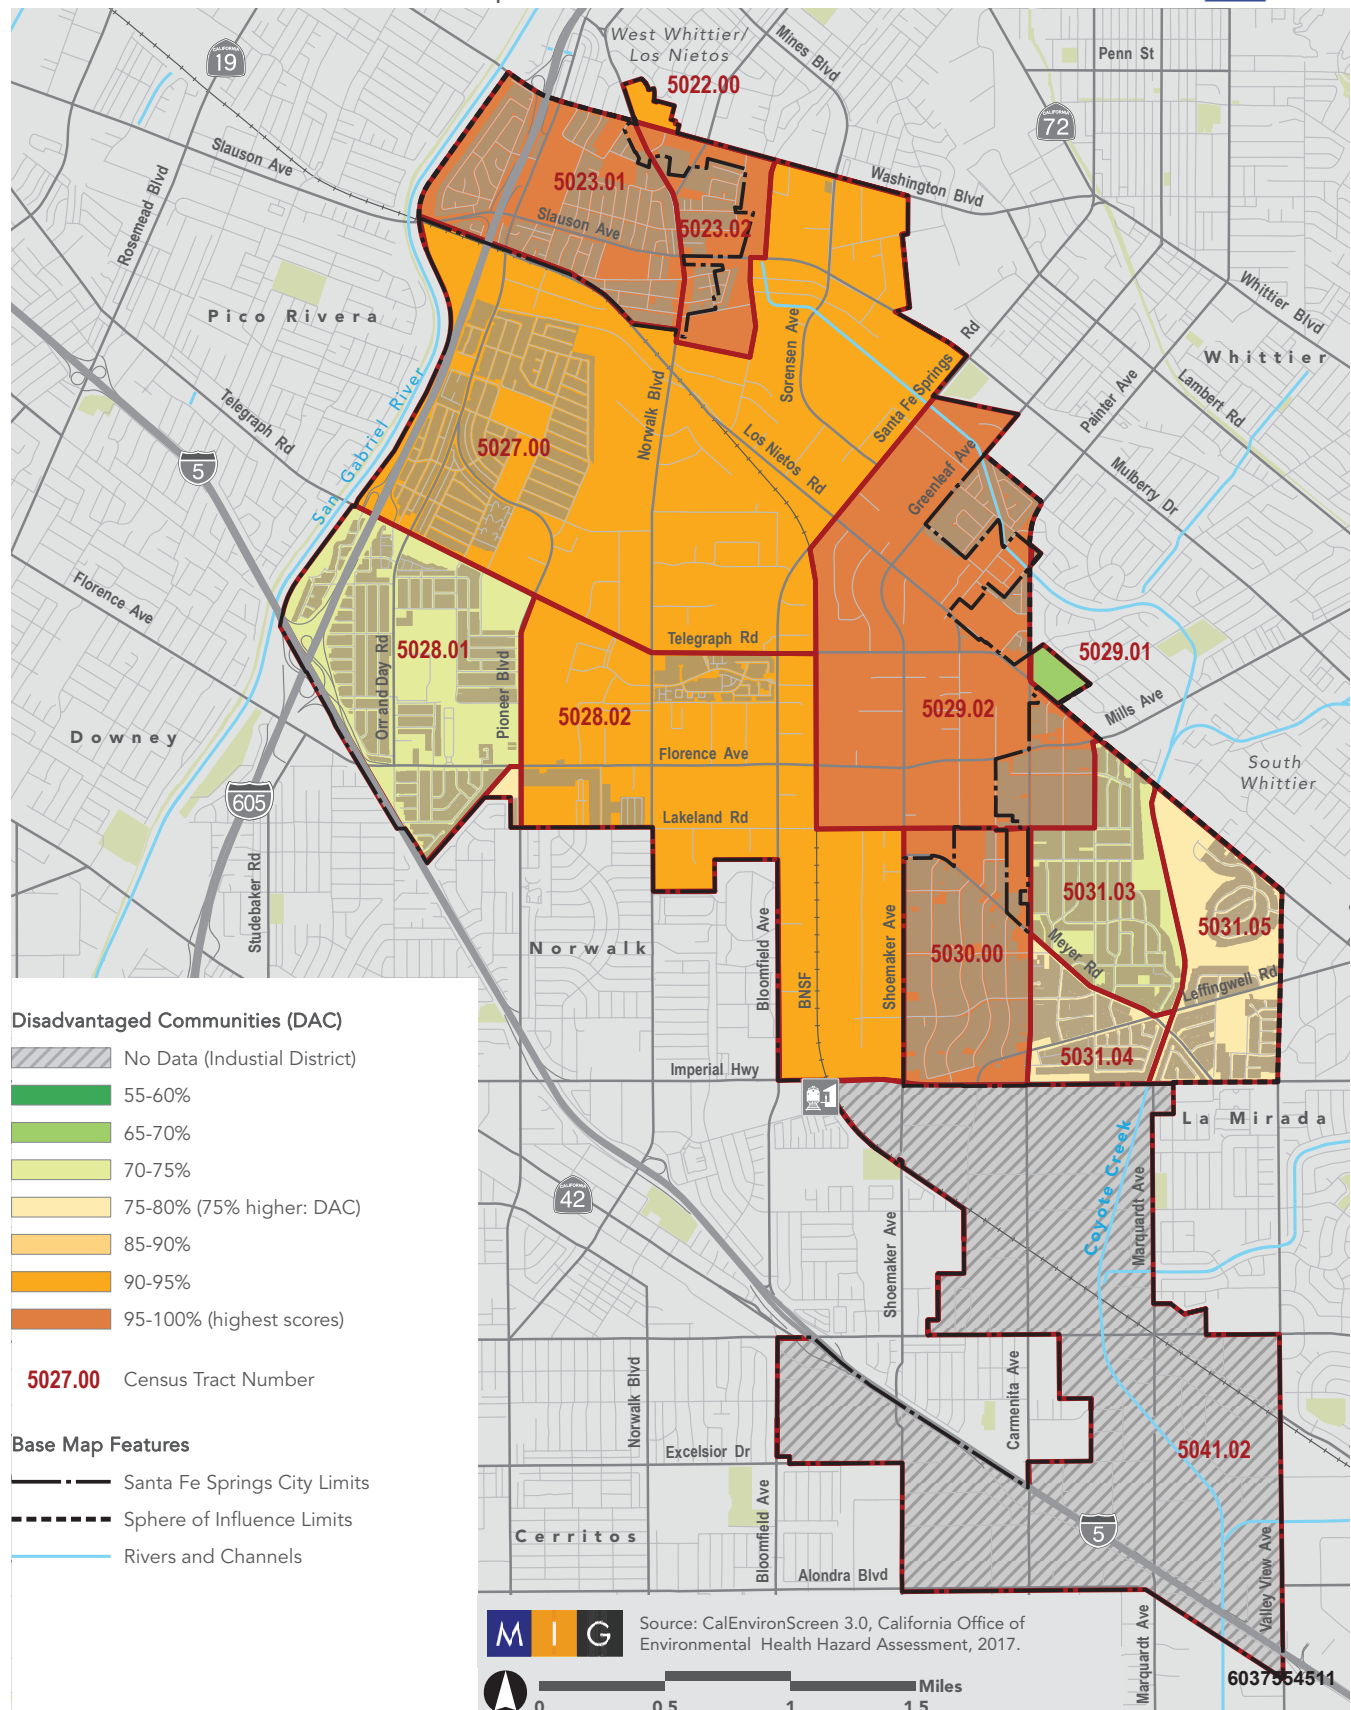 West Whittier/
Los Nietos
Mines Blvd
Penn St
CALIFORNIA
19
5022.00
CALIFORNIA
72
Slauson Ave
Rosemead Blvd
5023.01
Washington Blvd
Slauson Ave
5023.02
Whittier Blvd
Pico Rivera
Sorensen Ave
Santa Fe Springs
Rd
Whittier
Painter Ave
Lambert Rd
Telegraph Rd
San Gabriel River
Norwalk Blvd
5027.00
Los Nietos Rd
Greenleaf Ave
Mulberry Dr
5
Florence Ave
Orr and Day Rd
5028.01
Pioneer Blvd
Telegraph Rd
5029.01
5028.02
5029.02
Mills Ave
Downey
Florence Ave
South
Whittier
605
Lakeland Rd
Studebaker Rd
Norwalk
Bloomfield Ave
BNSF
Shoemaker Ave
5030.00
5031.03
Meyer Rd
5031.05
Leffingwell Rd
5031.04
Imperial Hwy
La Mirada
Coyote Creek
Marquardt Ave
CALIFORNIA
42
Shoemaker Ave
Norwalk Blvd
Carmenita Ave
Excelsior Dr
5041.02
Bloomfield Ave
Cerritos
5
Alondra Blvd
Valley View Ave
Marquardt Ave
6037554511
Disadvantaged Communities (DAC)
No Data (Industial District)
55-60%
65-70%
70-75%
75-80% (75% higher: DAC)
85-90%
90-95%
95-100% (highest scores)
5027.00 Census Tract Number
Base Map Features
Santa Fe Springs City Limits
Sphere of Influence Limits
Rivers and Channels
M I G
Source: CalEnvironScreen 3.0, California Office of
Environmental Health Hazard Assessment, 2017.
Miles
0 0.5 1 1.5